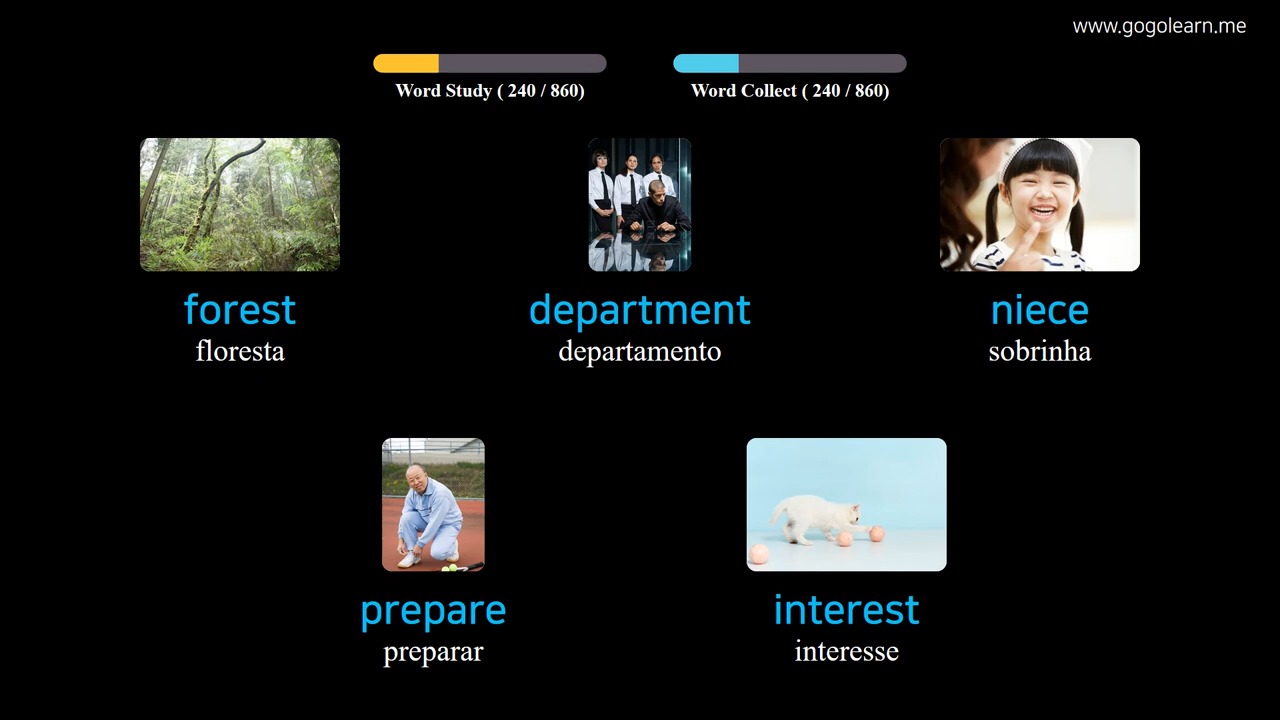 www.gogolearn.me
Word Study ( 240 / 860)
Word Collect ( 240 / 860)
forest
floresta
department
departamento
niece
sobrinha
prepare
preparar
interest
interesse